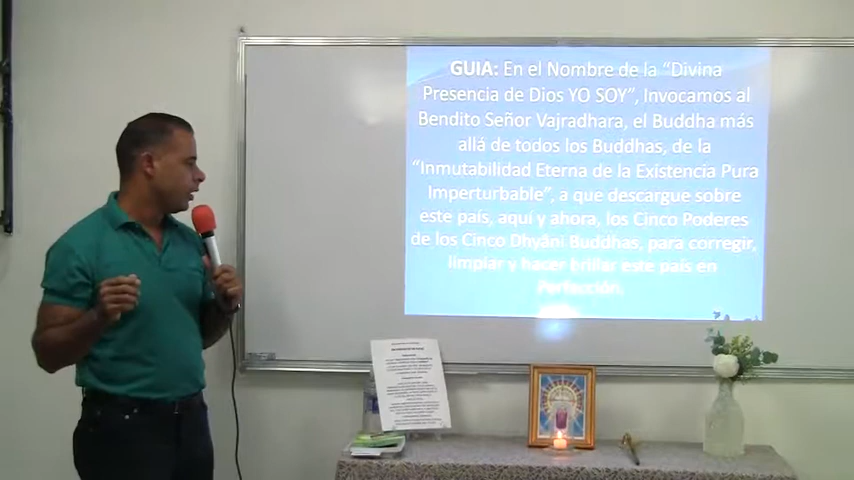 GUIA: En el Nombre de la “Divina
Presencia de Dios YO SOY”, Invocamos al
Bendito Señor Vajradhara, el Buddha más
allá de todos los Buddhas, de la
“Inmutabilidad Eterna de la Existencia Pura
Imperturbable”, a que descargue sobre
este país, aquí y ahora, los Cinco Poderes
de los Cinco Dhyâni Buddhas, para corregir,
limpiar y hacer brillar este país en
Perfección.